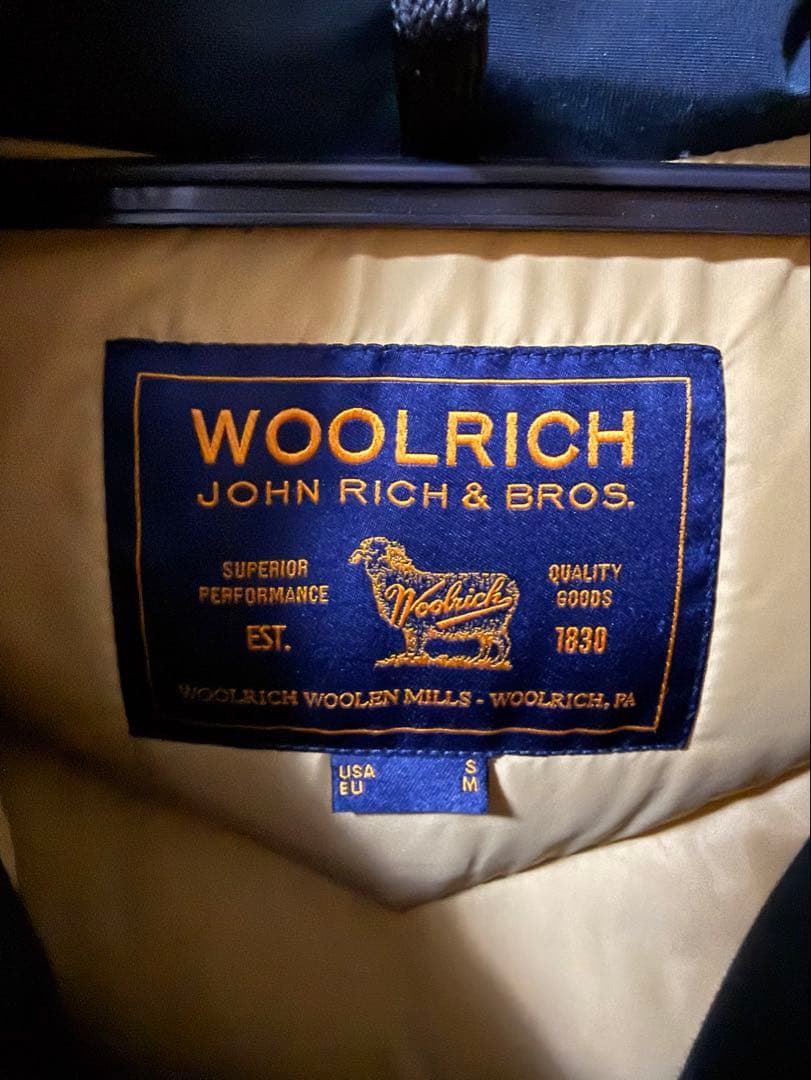 WOOLRICH
JOHN RICH & BROS.
SUPERIOR
PERFORMANCE
EST.
Woolrich
QUALITY
GOODS
1830
WOOLRICH WOOLEN MILLS - WOOLRICH, PA
USA S
EU M